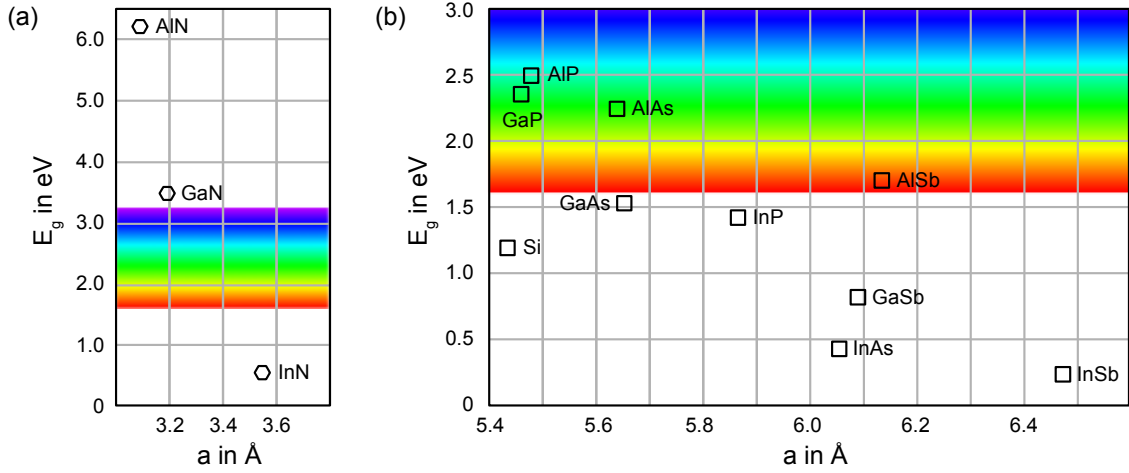 (a)
6.0
5.0
4.0
3.0
2.0
1.0
0
E_g in eV
AlN
GaN
InN
3.2 3.4 3.6
a in Å
(b)
3.0
2.5
2.0
1.5
1.0
0.5
0
E_g in eV
AlP
GaP
AlAs
AlSb
GaAs
InP
Si
GaSb
InAs
InSb
5.4 5.6 5.8 6.0 6.2 6.4
a in Å